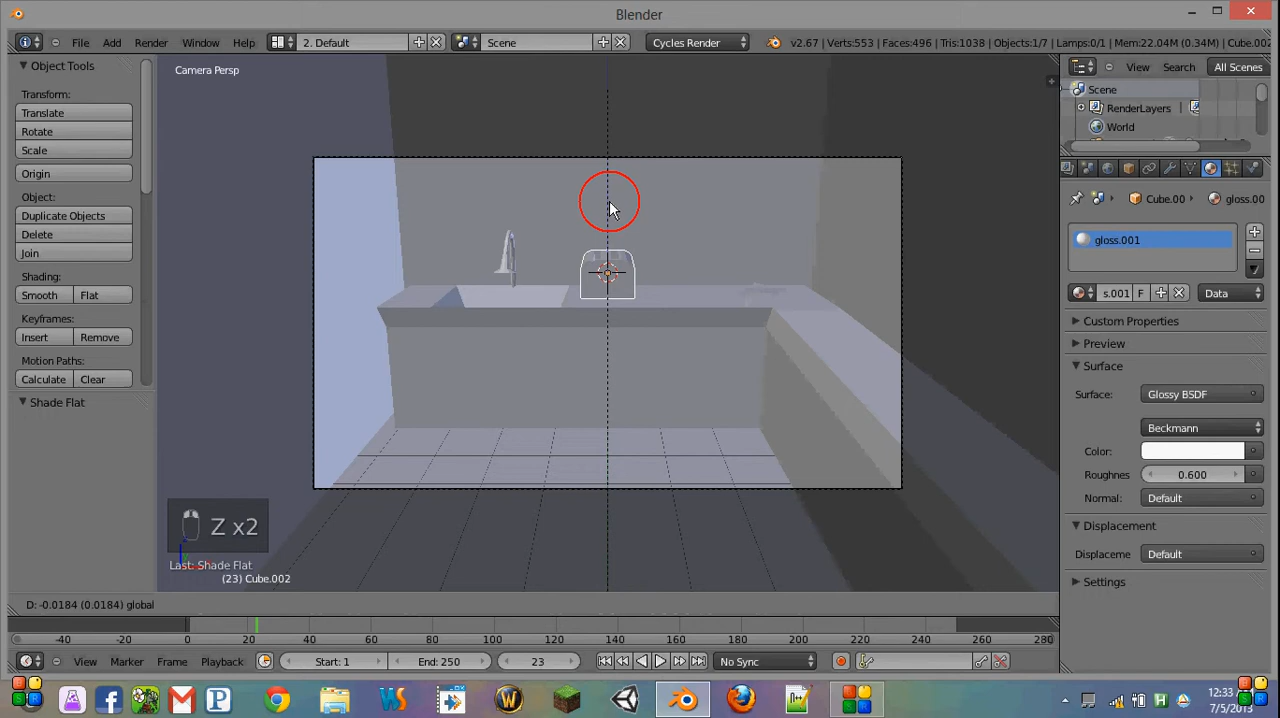 Blender
File Add Render Window Help 2. Default Scene Cycles Render v2.67 | Verts:553 | Faces:496 | Tris:1038 | Objects:1/7 | Lamps:0/1 | Mem:22.04M (0.34M) | Cube.002
Object Tools
Camera Persp
View Search All Scenes
Transform:
Translate
Rotate
Scale
Origin
Object:
Duplicate Objects
Delete
Join
Shading:
Smooth Flat
Keyframes:
Insert Remove
Motion Paths:
Calculate Clear
Shade Flat
Scene
RenderLayers
World
Cube.00 gloss.00
gloss.001
s.001 F Data
Custom Properties
Preview
Surface
Surface: Glossy BSDF
Beckmann
Color:
Roughnes 0.600
Normal: Default
Displacement
Displaceme Default
Settings
Z x2
Last: Shade Flat
(23) Cube.002
D: -0.0184 (0.0184) global
-40 -20 0 20 40 60 80 100 120 140 160 180 200 220 240 260 280
View Marker Frame Playback Start: 1 End: 250 23 No Sync
12:33
7/5/2013